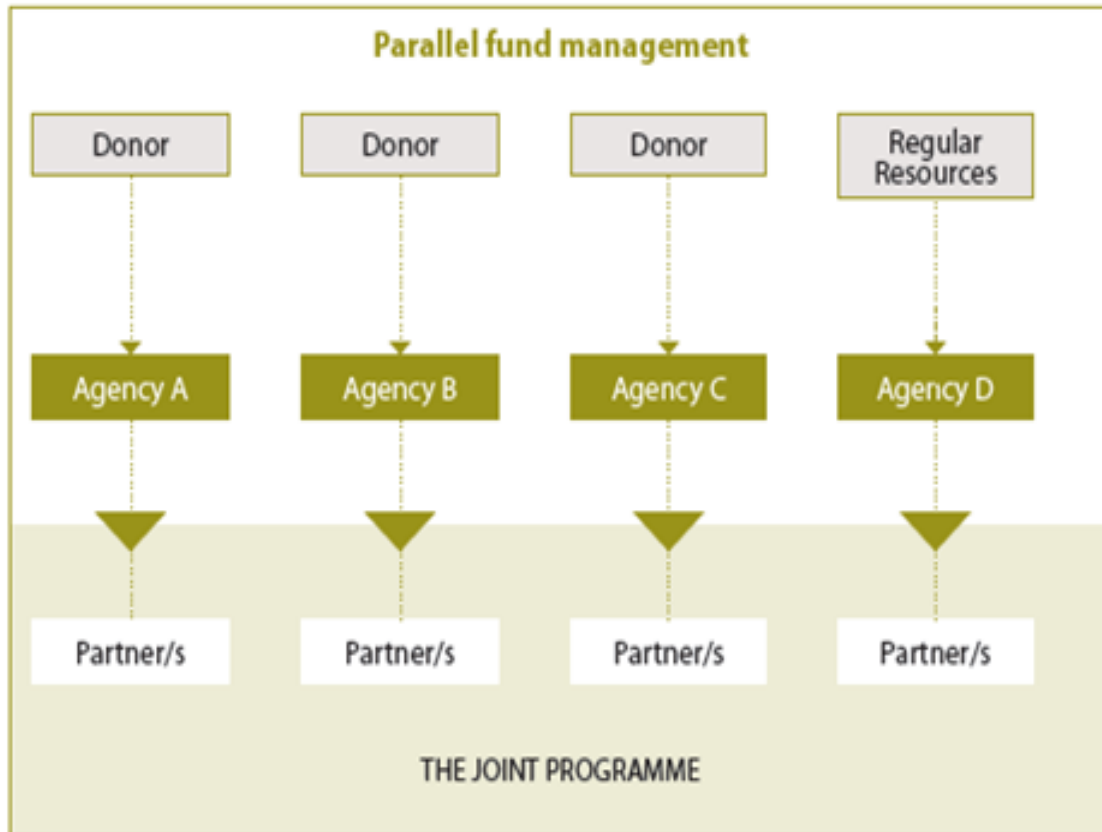 Parallel fund management
Donor
Donor
Donor
Regular
Resources
Agency A
Agency B
Agency C
Agency D
Partner/s
Partner/s
Partner/s
Partner/s
THE JOINT PROGRAMME